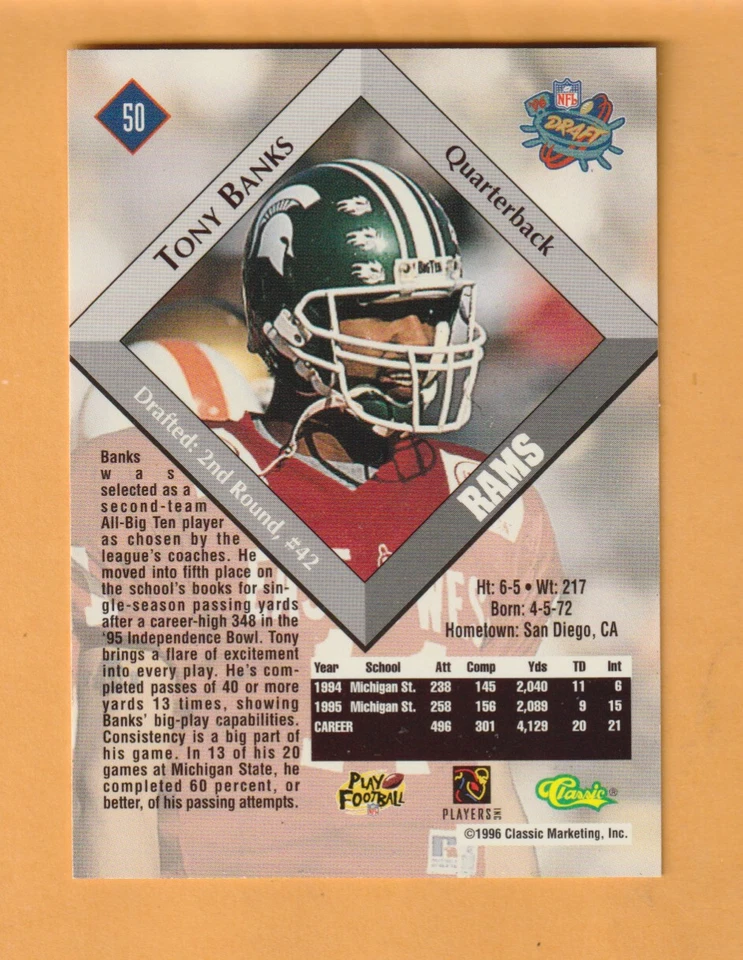 50
'96
NFL
DRAFT
TONY BANKS
Quarterback
BIG TEN
Drafted: 2nd Round, #42
RAMS
Banks
was
selected as a
second-team
All-Big Ten player
as chosen by the
league's coaches. He
moved into fifth place on
the school's books for sin-
gle-season passing yards
after a career-high 348 in the
'95 Independence Bowl. Tony
brings a flare of excitement
into every play. He's com-
pleted passes of 40 or more
yards 13 times, showing
Banks' big-play capabilities.
Consistency is a big part of
his game. In 13 of his 20
games at Michigan State, he
completed 60 percent, or
better, of his passing attempts.
Ht: 6-5 • Wt: 217
Born: 4-5-72
Hometown: San Diego, CA
Year School Att Comp Yds TD Int
1994 Michigan St. 238 145 2,040 11 6
1995 Michigan St. 258 156 2,089 9 15
CAREER 496 301 4,129 20 21
PLAY FOOTBALL
NFL
PLAYERS INC
Classic®
©1996 Classic Marketing, Inc.